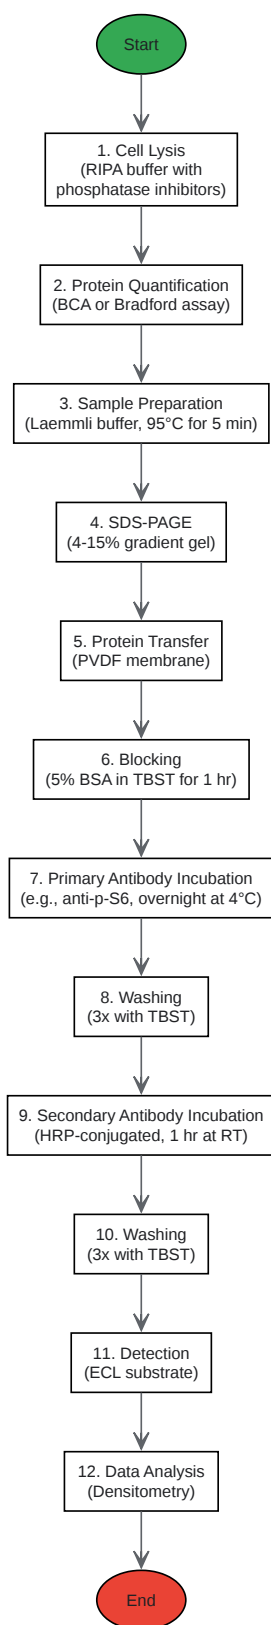 Start
1. Cell Lysis
(RIPA buffer with
phosphatase inhibitors)
2. Protein Quantification
(BCA or Bradford assay)
3. Sample Preparation
(Laemmli buffer, 95°C for 5 min)
4. SDS-PAGE
(4-15% gradient gel)
5. Protein Transfer
(PVDF membrane)
6. Blocking
(5% BSA in TBST for 1 hr)
7. Primary Antibody Incubation
(e.g., anti-p-S6, overnight at 4°C)
8. Washing
(3x with TBST)
9. Secondary Antibody Incubation
(HRP-conjugated, 1 hr at RT)
10. Washing
(3x with TBST)
11. Detection
(ECL substrate)
12. Data Analysis
(Densitometry)
End